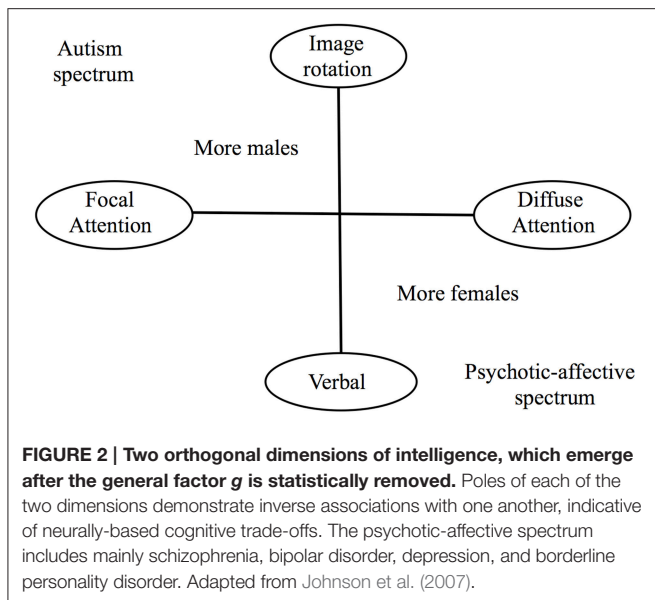 Autism
spectrum
Image
rotation
More males
Focal
Attention
Diffuse
Attention
More females
Verbal
Psychotic-affective
spectrum
FIGURE 2 | Two orthogonal dimensions of intelligence, which emerge
after the general factor g is statistically removed. Poles of each of the
two dimensions demonstrate inverse associations with one another, indicative
of neurally-based cognitive trade-offs. The psychotic-affective spectrum
includes mainly schizophrenia, bipolar disorder, depression, and borderline
personality disorder. Adapted from Johnson et al. (2007).